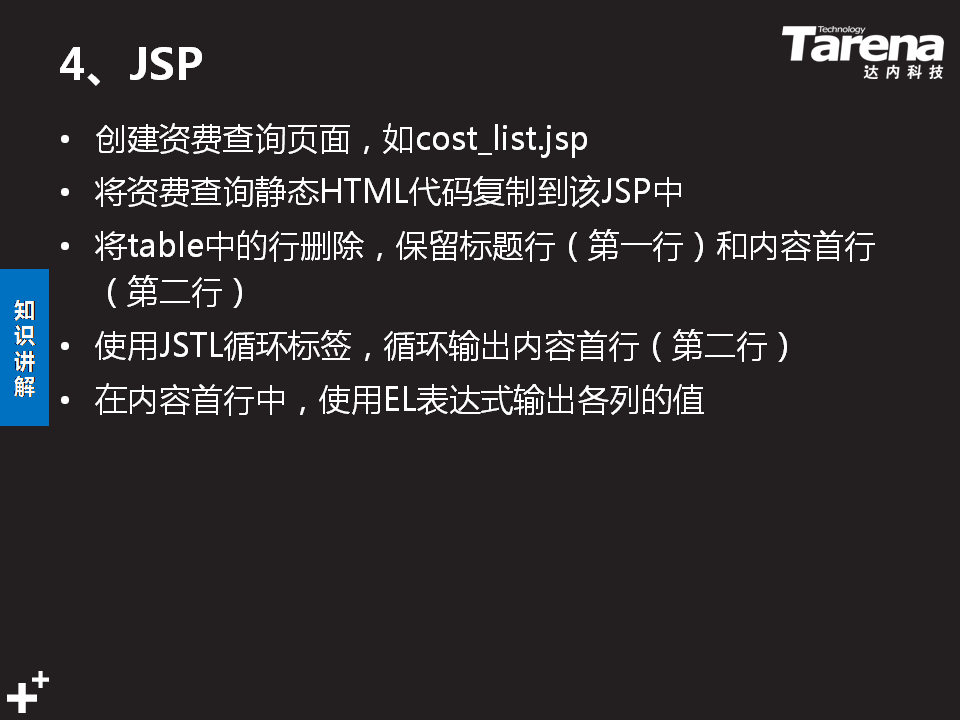 4、JSP
Technology
Tarena
达内科技
• 创建资费查询页面，如cost_list.jsp
• 将资费查询静态HTML代码复制到该JSP中
• 将table中的行删除，保留标题行（第一行）和内容首行
（第二行）
• 使用JSTL循环标签，循环输出内容首行（第二行）
• 在内容首行中，使用EL表达式输出各列的值
知
识
讲
解